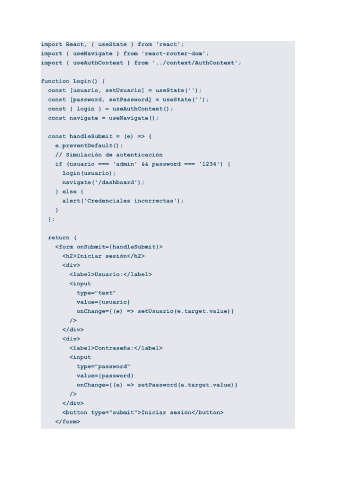 import React, { useState } from 'react';
import { useNavigate } from 'react-router-dom';
import { useAuthContext } from '../context/AuthContext';
function login() {
const [usuario, setUsuario] = useState('');
const [password, setPassword] = useState('');
const { login } = useAuthContext();
const navigate = useNavigate();
const handleSubmit = (e) => {
e.preventDefault();
// Simulación de autenticación
if (usuario === 'admin' && password === '1234') {
login(usuario);
navigate('/dashboard');
} else {
alert('Credenciales incorrectas');
}
};
return (
<form onSubmit={handleSubmit}>
<h2>Iniciar sesión</h2>
<div>
<label>Usuario:</label>
<input
type="text"
value={usuario}
onChange={(e) => setUsuario(e.target.value)}
/>
</div>
<div>
<label>Contraseña:</label>
<input
type="password"
value={password}
onChange={(e) => setPassword(e.target.value)}
/>
</div>
<button type="submit">Iniciar sesión</button>
</form>